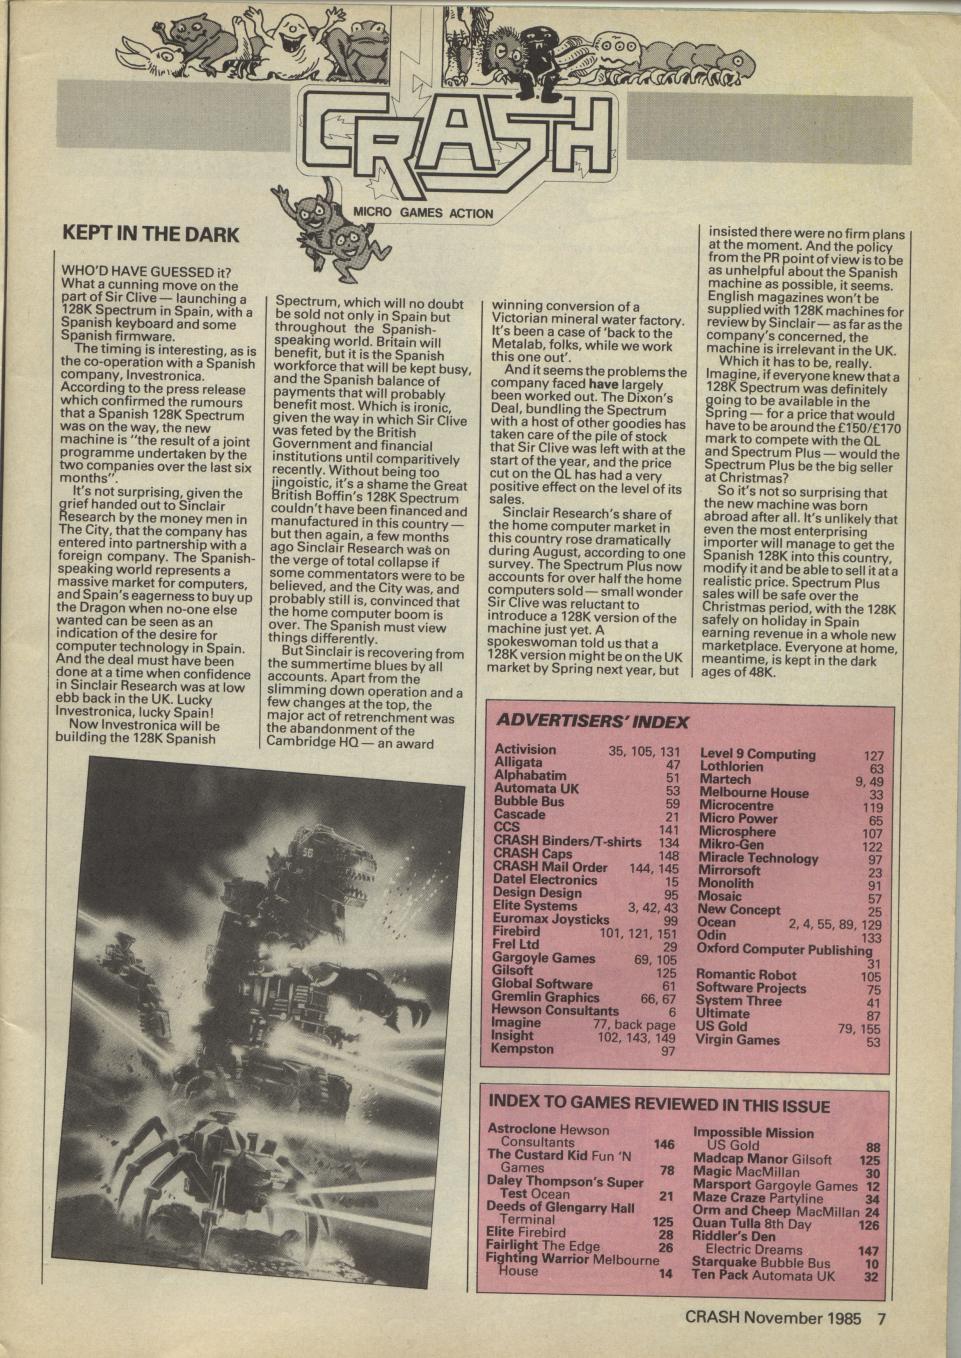 CRASH
MICRO GAMES ACTION
KEPT IN THE DARK
WHO'D HAVE GUESSED it?
What a cunning move on the
part of Sir Clive — launching a
128K Spectrum in Spain, with a
Spanish keyboard and some
Spanish firmware.
The timing is interesting, as is
the co-operation with a Spanish
company, Investronica.
According to the press release
which confirmed the rumours
that a Spanish 128K Spectrum
was on the way, the new
machine is "the result of a joint
programme undertaken by the
two companies over the last six
months".
It's not surprising, given the
grief handed out to Sinclair
Research by the money men in
The City, that the company has
entered into partnership with a
foreign company. The Spanish-
speaking world represents a
massive market for computers,
and Spain's eagerness to buy up
the Dragon when no-one else
wanted can be seen as an
indication of the desire for
computer technology in Spain.
And the deal must have been
done at a time when confidence
in Sinclair Research was at low
ebb back in the UK. Lucky
Investronica, lucky Spain!
Now Investronica will be
building the 128K Spanish
Spectrum, which will no doubt
be sold not only in Spain but
throughout the Spanish-
speaking world. Britain will
benefit, but it is the Spanish
workforce that will be kept busy,
and the Spanish balance of
payments that will probably
benefit most. Which is ironic,
given the way in which Sir Clive
was feted by the British
Government and financial
institutions until comparitively
recently. Without being too
jingoistic, it's a shame the Great
British Boffin's 128K Spectrum
couldn't have been financed and
manufactured in this country —
but then again, a few months
ago Sinclair Research was on
the verge of total collapse if
some commentators were to be
believed, and the City was, and
probably still is, convinced that
the home computer boom is
over. The Spanish must view
things differently.
But Sinclair is recovering from
the summertime blues by all
accounts. Apart from the
slimming down operation and a
few changes at the top, the
major act of retrenchment was
the abandonment of the
Cambridge HQ — an award
winning conversion of a
Victorian mineral water factory.
It's been a case of 'back to the
Metalab, folks, while we work
this one out'.
And it seems the problems the
company faced have largely
been worked out. The Dixon's
Deal, bundling the Spectrum
with a host of other goodies has
taken care of the pile of stock
that Sir Clive was left with at the
start of the year, and the price
cut on the QL has had a very
positive effect on the level of its
sales.
Sinclair Research's share of
the home computer market in
this country rose dramatically
during August, according to one
survey. The Spectrum Plus now
accounts for over half the home
computers sold — small wonder
Sir Clive was reluctant to
introduce a 128K version of the
machine just yet. A
spokeswoman told us that a
128K version might be on the UK
market by Spring next year, but
insisted there were no firm plans
at the moment. And the policy
from the PR point of view is to be
as unhelpful about the Spanish
machine as possible, it seems.
English magazines won't be
supplied with 128K machines for
review by Sinclair — as far as the
company's concerned, the
machine is irrelevant in the UK.
Which it has to be, really.
Imagine, if everyone knew that a
128K Spectrum was definitely
going to be available in the
Spring — for a price that would
have to be around the £150/£170
mark to compete with the QL
and Spectrum Plus — would the
Spectrum Plus be the big seller
at Christmas?
So it's not so surprising that
the new machine was born
abroad after all. It's unlikely that
even the most enterprising
importer will manage to get the
Spanish 128K into this country,
modify it and be able to sell it at a
realistic price. Spectrum Plus
sales will be safe over the
Christmas period, with the 128K
safely on holiday in Spain
earning revenue in a whole new
marketplace. Everyone at home,
meantime, is kept in the dark
ages of 48K.
ADVERTISERS' INDEX
Activision 35, 105, 131
Alligata 47
Alphabatim 51
Automata UK 53
Bubble Bus 59
Cascade 21
CCS 141
CRASH Binders/T-shirts 134
CRASH Caps 148
CRASH Mail Order 144, 145
Datel Electronics 15
Design Design 95
Elite Systems 3, 42, 43
Euromax Joysticks 99
Firebird 101, 121, 151
Frel Ltd 29
Gargoyle Games 69, 105
Gilsoft 125
Global Software 61
Gremlin Graphics 66, 67
Hewson Consultants 6
Imagine 77, back page
Insight 102, 143, 149
Kempston 97
Level 9 Computing 127
Lothlorien 63
Martech 9, 49
Melbourne House 33
Microcentre 119
Micro Power 65
Microsphere 107
Mikro-Gen 122
Miracle Technology 97
Mirrorsoft 23
Monolith 91
Mosaic 57
New Concept 25
Ocean 2, 4, 55, 89, 129
Odin 133
Oxford Computer Publishing
31
Romantic Robot 105
Software Projects 75
System Three 41
Ultimate 87
US Gold 79, 155
Virgin Games 53
INDEX TO GAMES REVIEWED IN THIS ISSUE
Astroclone Hewson
Consultants 146
The Custard Kid Fun 'N
Games 78
Daley Thompson's Super
Test Ocean 21
Deeds of Glengarry Hall
Terminal 125
Elite Firebird 28
Fairlight The Edge 26
Fighting Warrior Melbourne
House 14
Impossible Mission
US Gold 88
Madcap Manor Gilsoft 125
Magic MacMillan 30
Marsport Gargoyle Games 12
Maze Craze Partyline 34
Orm and Cheep MacMillan 24
Quan Tulla 8th Day 126
Riddler's Den
Electric Dreams 147
Starquake Bubble Bus 10
Ten Pack Automata UK 32
CRASH November 1985 7